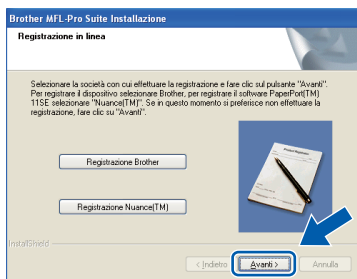 Brother MFL-Pro Suite Installazione
Registrazione in linea
Selezionare la società con cui effettuare la registrazione e fare clic sul pulsante "Avanti".
Per registrare il dispositivo selezionare Brother, per registrare il software PaperPort(TM)
11SE selezionare "Nuance(TM)". Se in questo momento si preferisce non effettuare la
registrazione, fare clic su "Avanti".
Registrazione Brother
Registrazione Nuance(TM)
InstallShield
< Indietro
Avanti >
Annulla